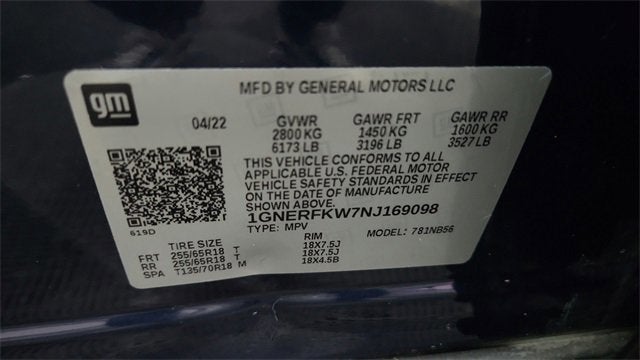 gm
MFD BY GENERAL MOTORS LLC
04/22 GVWR GAWR FRT GAWR RR
2800 KG 1450 KG 1600 KG
6173 LB 3196 LB 3527 LB
THIS VEHICLE CONFORMS TO ALL
APPLICABLE U.S. FEDERAL MOTOR
VEHICLE SAFETY STANDARDS IN EFFECT
ON THE DATE OF MANUFACTURE
SHOWN ABOVE.
1GNERFKW7NJ169098
619D
TYPE: MPV MODEL: 781NB56
TIRE SIZE RIM
FRT 255/65R18 T 18X7.5J
RR 255/65R18 T 18X7.5J
SPA T135/70R18 M 18X4.5B